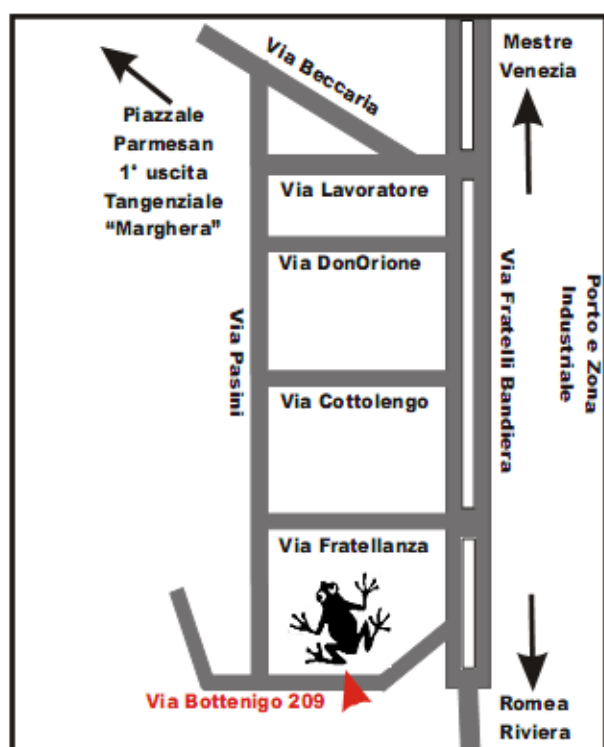 Via Beccaria
Mestre
Venezia
Piazzale
Parmesan
1° uscita
Tangenziale
“Marghera”
Via Lavoratore
Via DonOrione
Via Pasini
Via Fratelli Bandiera
Porto e Zona
Industriale
Via Cottolengo
Via Fratellanza
Via Bottenigo 209
Romea
Riviera